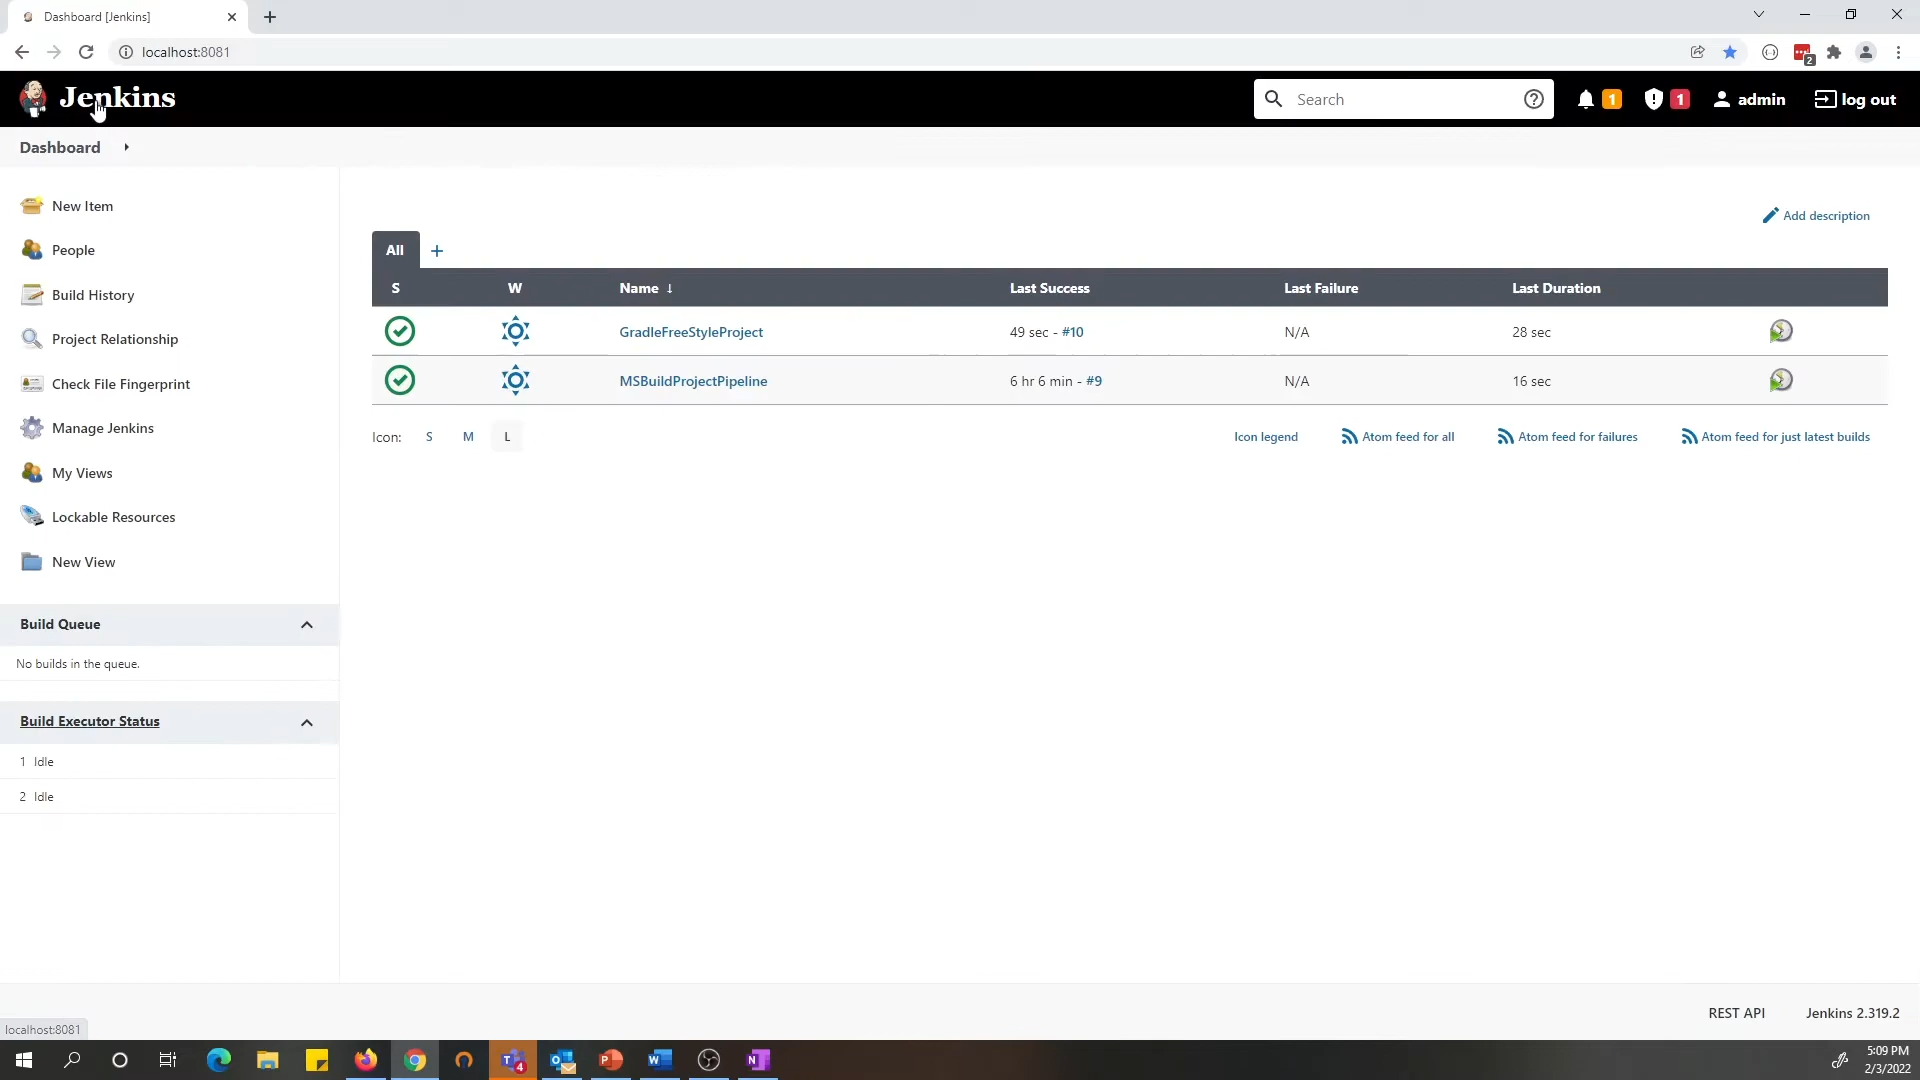 Dashboard [Jenkins]
localhost:8081
2
Jenkins
Search
1
1
admin
log out
Dashboard
New Item
People
Build History
Project Relationship
Check File Fingerprint
Manage Jenkins
My Views
Lockable Resources
New View
Build Queue
No builds in the queue.
Build Executor Status
1 Idle
2 Idle
Add description
All +
S W Name ↓ Last Success Last Failure Last Duration
GradleFreeStyleProject 49 sec - #10 N/A 28 sec
MSBuildProjectPipeline 6 hr 6 min - #9 N/A 16 sec
Icon: S M L
Icon legend Atom feed for all Atom feed for failures Atom feed for just latest builds
REST API Jenkins 2.319.2
localhost:8081
4
5:09 PM
2/3/2022